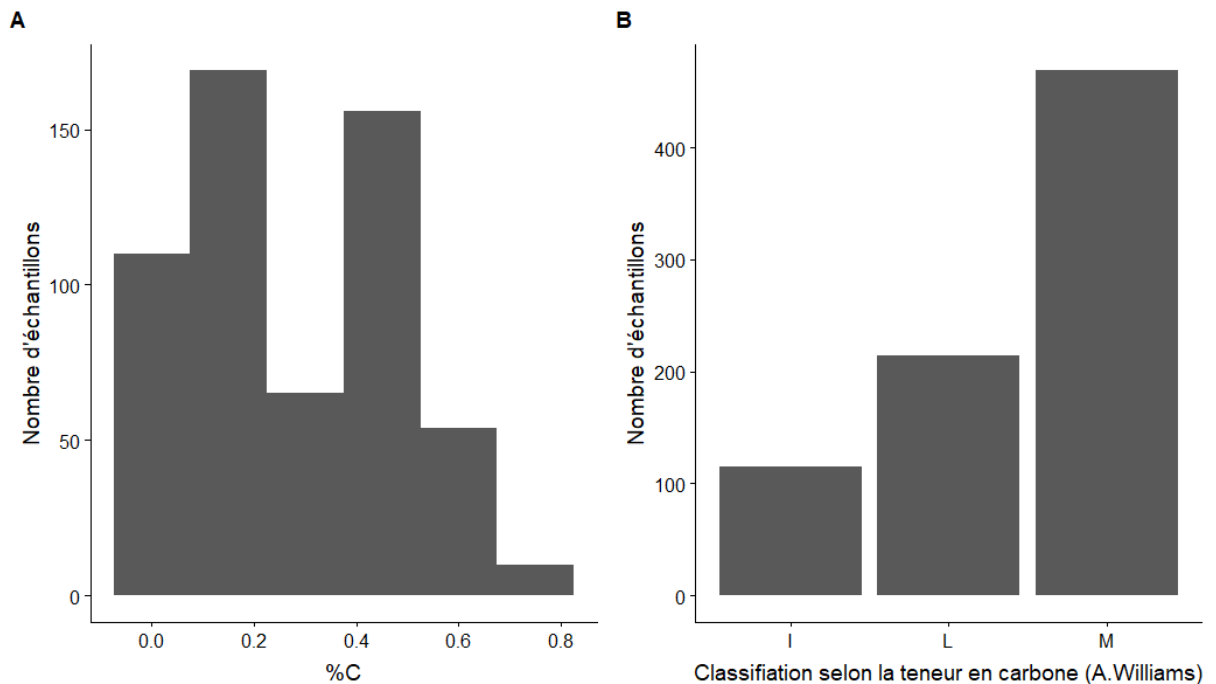 A
Nombre d'échantillons
150
100
50
0
0.0 0.2 0.4 0.6 0.8
%C
B
Nombre d'échantillons
400
300
200
100
0
I L M
Classifiation selon la teneur en carbone (A.Williams)